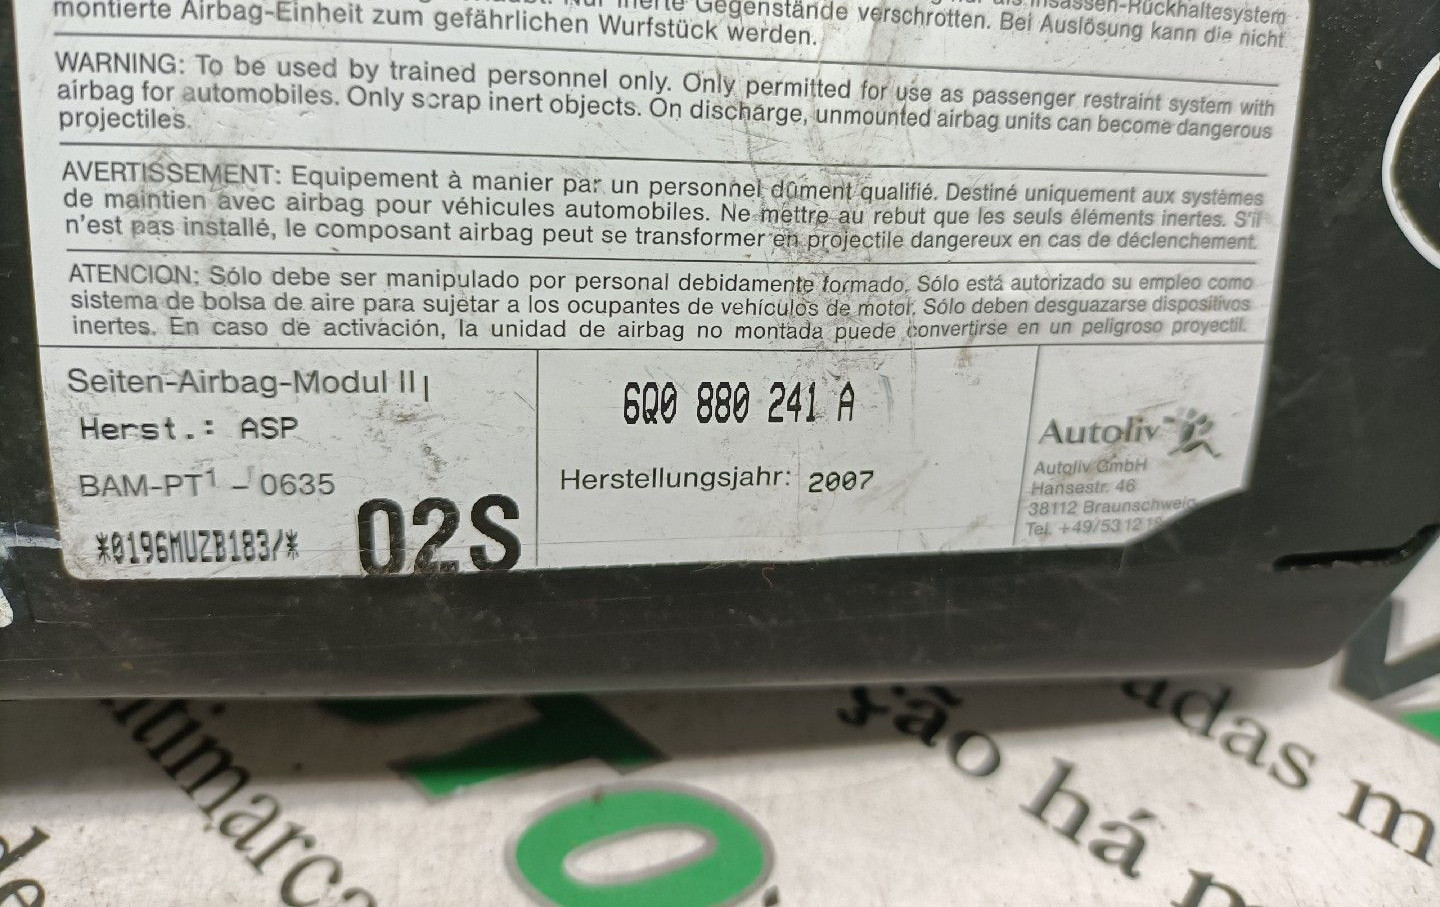 montierte Airbag-Einheit zum gefährlichen Wurfstück werden. Gegenstände verschrotten. Bei Auslösung kann die nicht
WARNING: To be used by trained personnel only. Only permitted for use as passenger restraint system with
airbag for automobiles. Only scrap inert objects. On discharge, unmounted airbag units can become dangerous
projectiles.
AVERTISSEMENT: Equipement à manier par un personnel dûment qualifié. Destiné uniquement aux systèmes
de maintien avec airbag pour véhicules automobiles. Ne mettre au rebut que les seuls éléments inertes. S'il
n'est pas installé, le composant airbag peut se transformer en projectile dangereux en cas de déclenchement.
ATENCION: Sólo debe ser manipulado por personal debidamente formado. Sólo está autorizado su empleo como
sistema de bolsa de aire para sujetar a los ocupantes de vehículos de motor. Sólo deben desguazarse dispositivos
inertes. En caso de activación, la unidad de airbag no montada puede convertirse en un peligroso proyectil.
Seiten-Airbag-Modul II
Herst.: ASP
BAM-PT1 - 0635
*0196MUZB183/*
02S
6Q0 880 241 A
Herstellungsjahr: 2007
Autoliv
Autoliv GmbH
Hansestr. 46
38112 Braunschweig
Tel. +49/5312
ção há
adas m